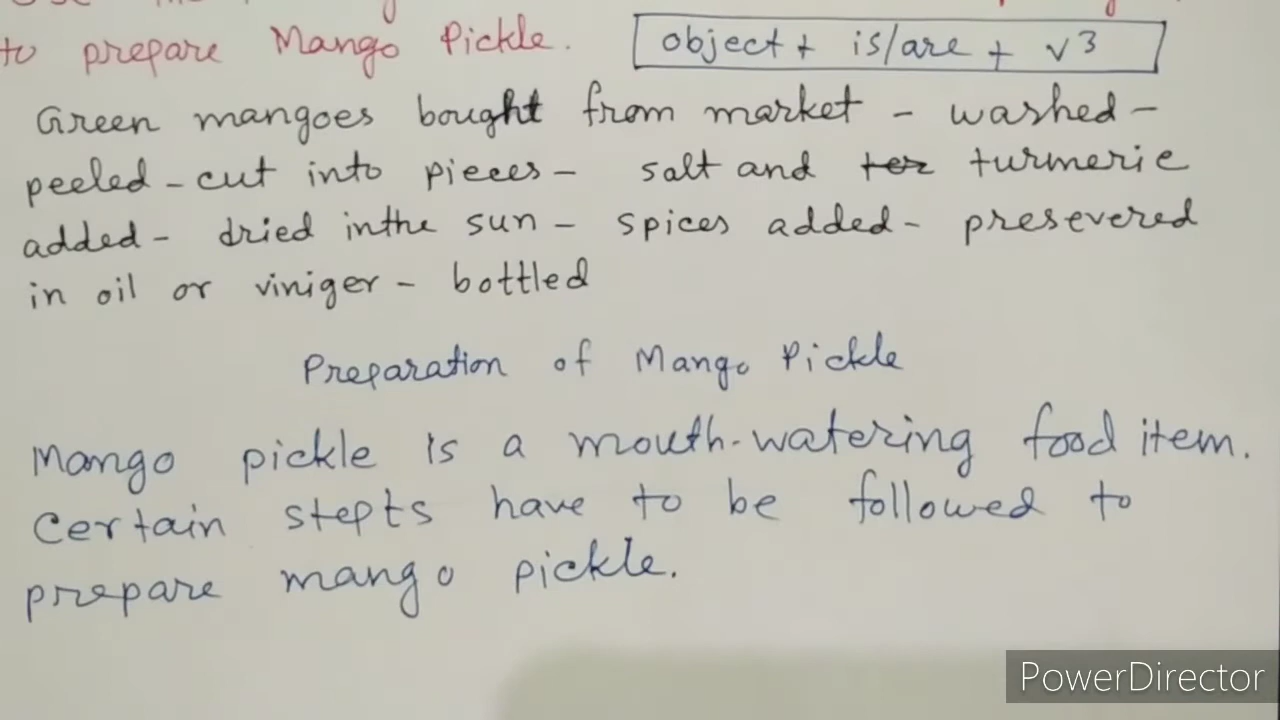 to prepare Mango Pickle. object + is/are + v3
Green mangoes bought from market - washed -
peeled - cut into pieces - salt and ter turmeric
added - dried in the sun - spices added - presevered
in oil or viniger - bottled
Preparation of Mango Pickle
Mango pickle is a mouth-watering food item.
Certain stepts have to be followed to
prepare mango pickle.
PowerDirector